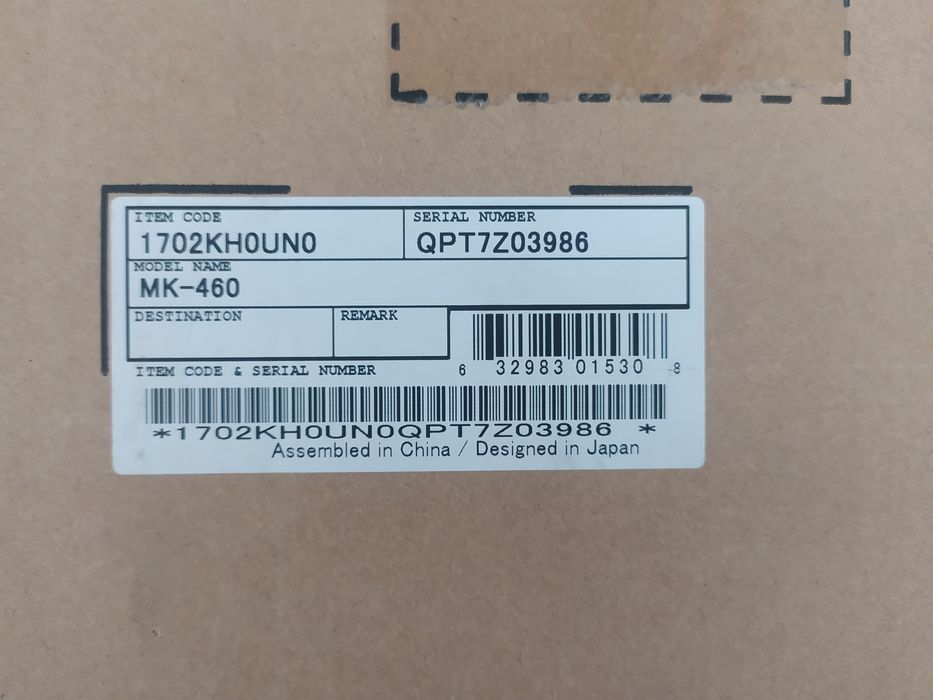 ITEM CODE SERIAL NUMBER
1702KH0UN0 QPT7Z03986
MODEL NAME
MK-460
DESTINATION REMARK
6 32983 01530 8
ITEM CODE & SERIAL NUMBER
*1702KH0UN0QPT7Z03986 *
Assembled in China / Designed in Japan